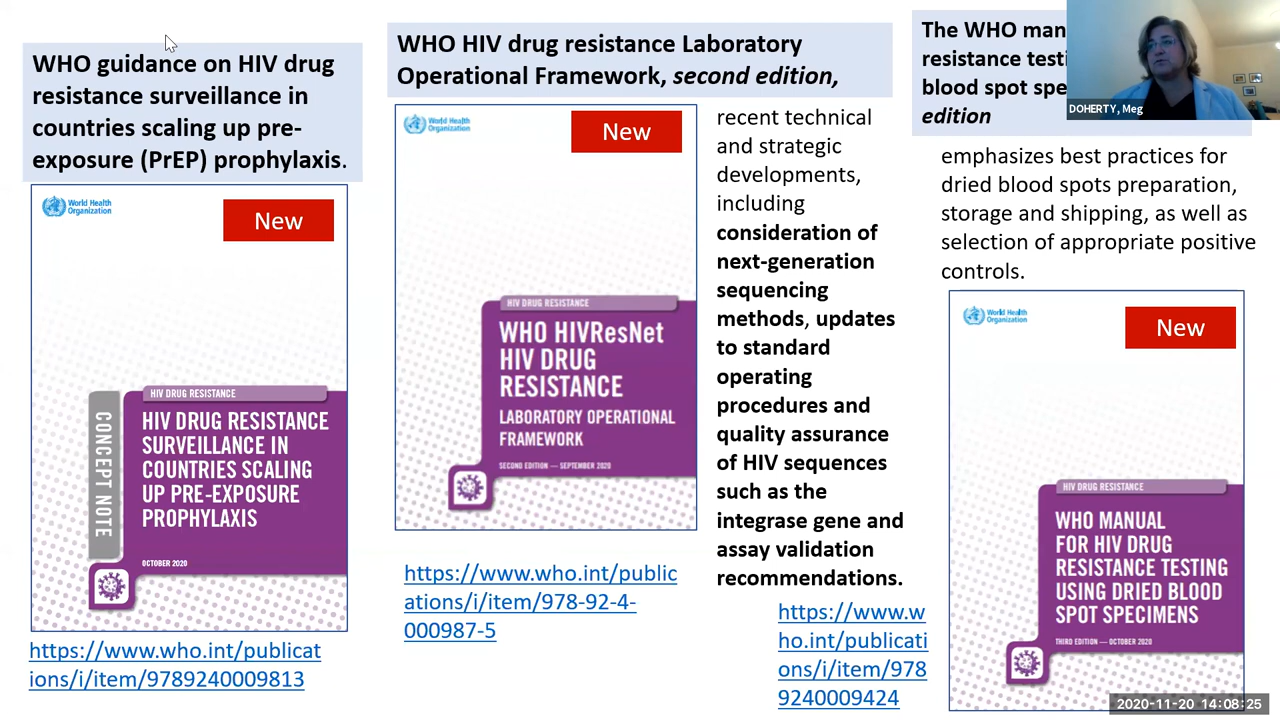 WHO guidance on HIV drug
resistance surveillance in
countries scaling up pre-
exposure (PrEP) prophylaxis.
World Health
Organization
New
CONCEPT NOTE
HIV DRUG RESISTANCE
HIV DRUG RESISTANCE
SURVEILLANCE IN
COUNTRIES SCALING
UP PRE-EXPOSURE
PROPHYLAXIS
OCTOBER 2020
https://www.who.int/publicat
ions/i/item/9789240009813
WHO HIV drug resistance Laboratory
Operational Framework, second edition,
World Health
Organization
New
HIV DRUG RESISTANCE
WHO HIVResNet
HIV DRUG
RESISTANCE
LABORATORY OPERATIONAL
FRAMEWORK
SECOND EDITION — SEPTEMBER 2020
https://www.who.int/public
ations/i/item/978-92-4-
000987-5
recent technical
and strategic
developments,
including
consideration of
next-generation
sequencing
methods, updates
to standard
operating
procedures and
quality assurance
of HIV sequences
such as the
integrase gene and
assay validation
recommendations.
https://www.w
ho.int/publicati
ons/i/item/978
9240009424
The WHO man
resistance testi
blood spot spe
edition
DOHERTY, Meg
emphasizes best practices for
dried blood spots preparation,
storage and shipping, as well as
selection of appropriate positive
controls.
World Health
Organization
New
HIV DRUG RESISTANCE
WHO MANUAL
FOR HIV DRUG
RESISTANCE TESTING
USING DRIED BLOOD
SPOT SPECIMENS
THIRD EDITION — OCTOBER 2020
2020-11-20 14:08:25